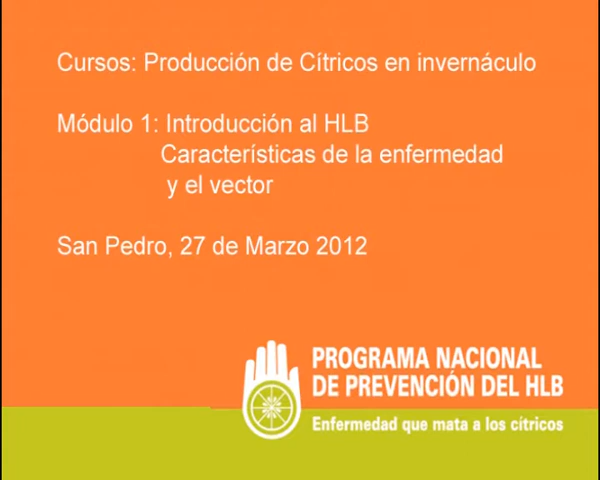 Cursos: Producción de Cítricos en invernáculo
Módulo 1: Introducción al HLB
Características de la enfermedad
y el vector
San Pedro, 27 de Marzo 2012
PROGRAMA NACIONAL
DE PREVENCIÓN DEL HLB
Enfermedad que mata a los cítricos